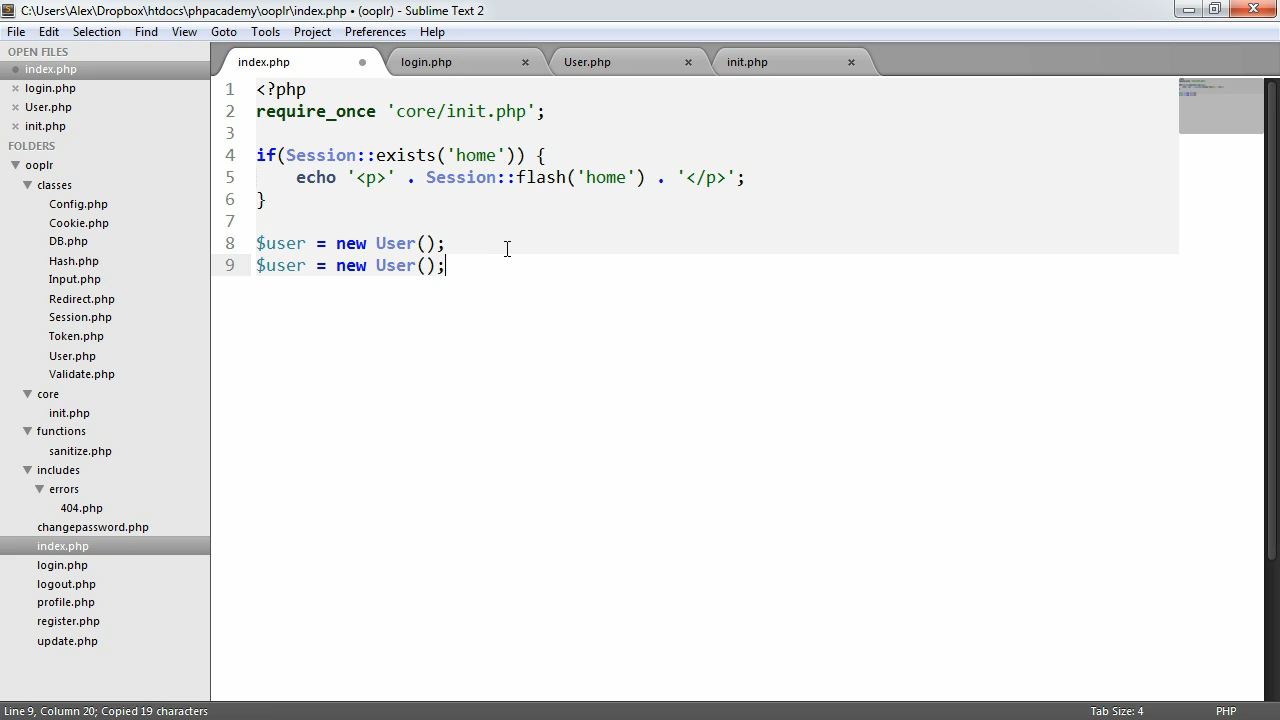 C:\Users\Alex\Dropbox\htdocs\phpacademy\ooplr\index.php • (ooplr) - Sublime Text 2
File Edit Selection Find View Goto Tools Project Preferences Help
OPEN FILES
index.php
login.php
User.php
init.php
FOLDERS
ooplr
classes
Config.php
Cookie.php
DB.php
Hash.php
Input.php
Redirect.php
Session.php
Token.php
User.php
Validate.php
core
init.php
functions
sanitize.php
includes
errors
404.php
changepassword.php
index.php
login.php
logout.php
profile.php
register.php
update.php
index.php login.php User.php init.php
1 <?php
2 require_once 'core/init.php';
3
4 if(Session::exists('home')) {
5     echo '<p>' . Session::flash('home') . '</p>';
6 }
7
8 $user = new User();
9 $user = new User();
Line 9, Column 20; Copied 19 characters Tab Size: 4 PHP